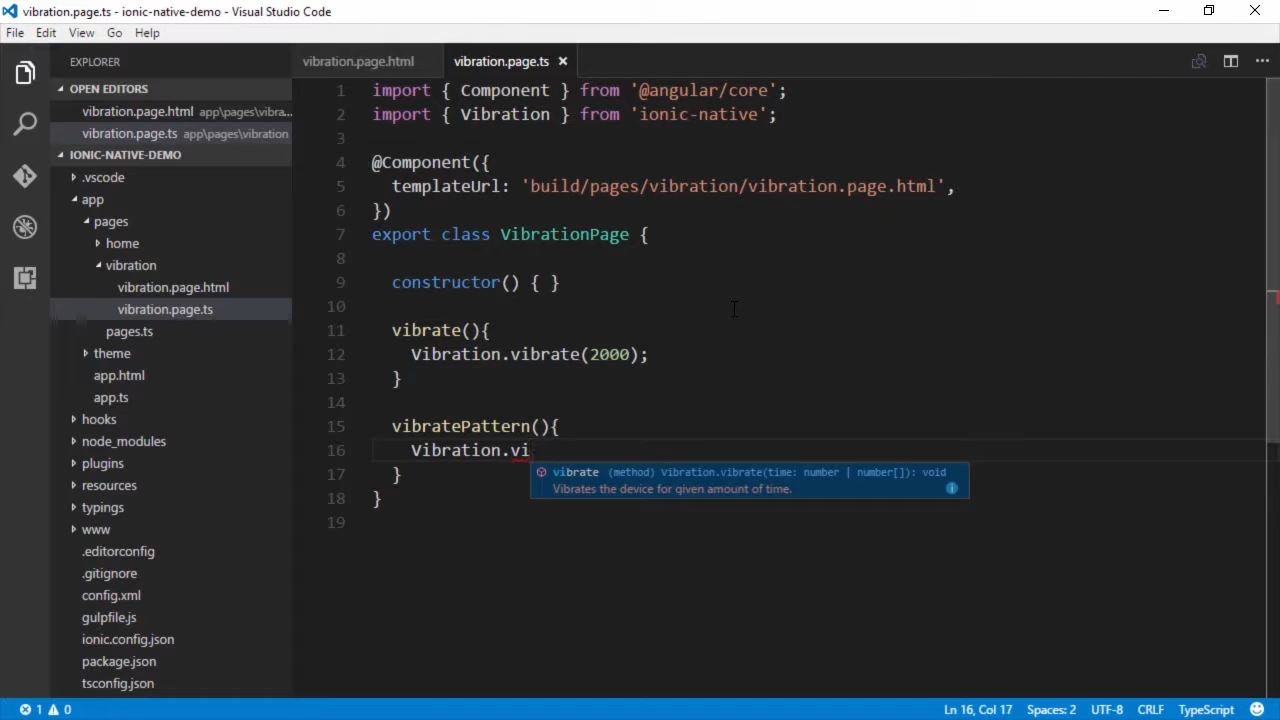 vibration.page.ts - ionic-native-demo - Visual Studio Code
File Edit View Go Help
EXPLORER
OPEN EDITORS
vibration.page.html app\pages\vibra...
vibration.page.ts app\pages\vibration
IONIC-NATIVE-DEMO
.vscode
app
pages
home
vibration
vibration.page.html
vibration.page.ts
pages.ts
theme
app.html
app.ts
hooks
node_modules
plugins
resources
typings
www
.editorconfig
.gitignore
config.xml
gulpfile.js
ionic.config.json
package.json
tsconfig.json
vibration.page.html vibration.page.ts
1 import { Component } from '@angular/core';
2 import { Vibration } from 'ionic-native';
3
4 @Component({
5 templateUrl: 'build/pages/vibration/vibration.page.html',
6 })
7 export class VibrationPage {
8
9 constructor() { }
10
11 vibrate(){
12 Vibration.vibrate(2000);
13 }
14
15 vibratePattern(){
16 Vibration.vi
vibrate (method) Vibration.vibrate(time: number | number[]): void
Vibrates the device for given amount of time.
17 }
18 }
19
1 0 Ln 16, Col 17 Spaces: 2 UTF-8 CRLF TypeScript